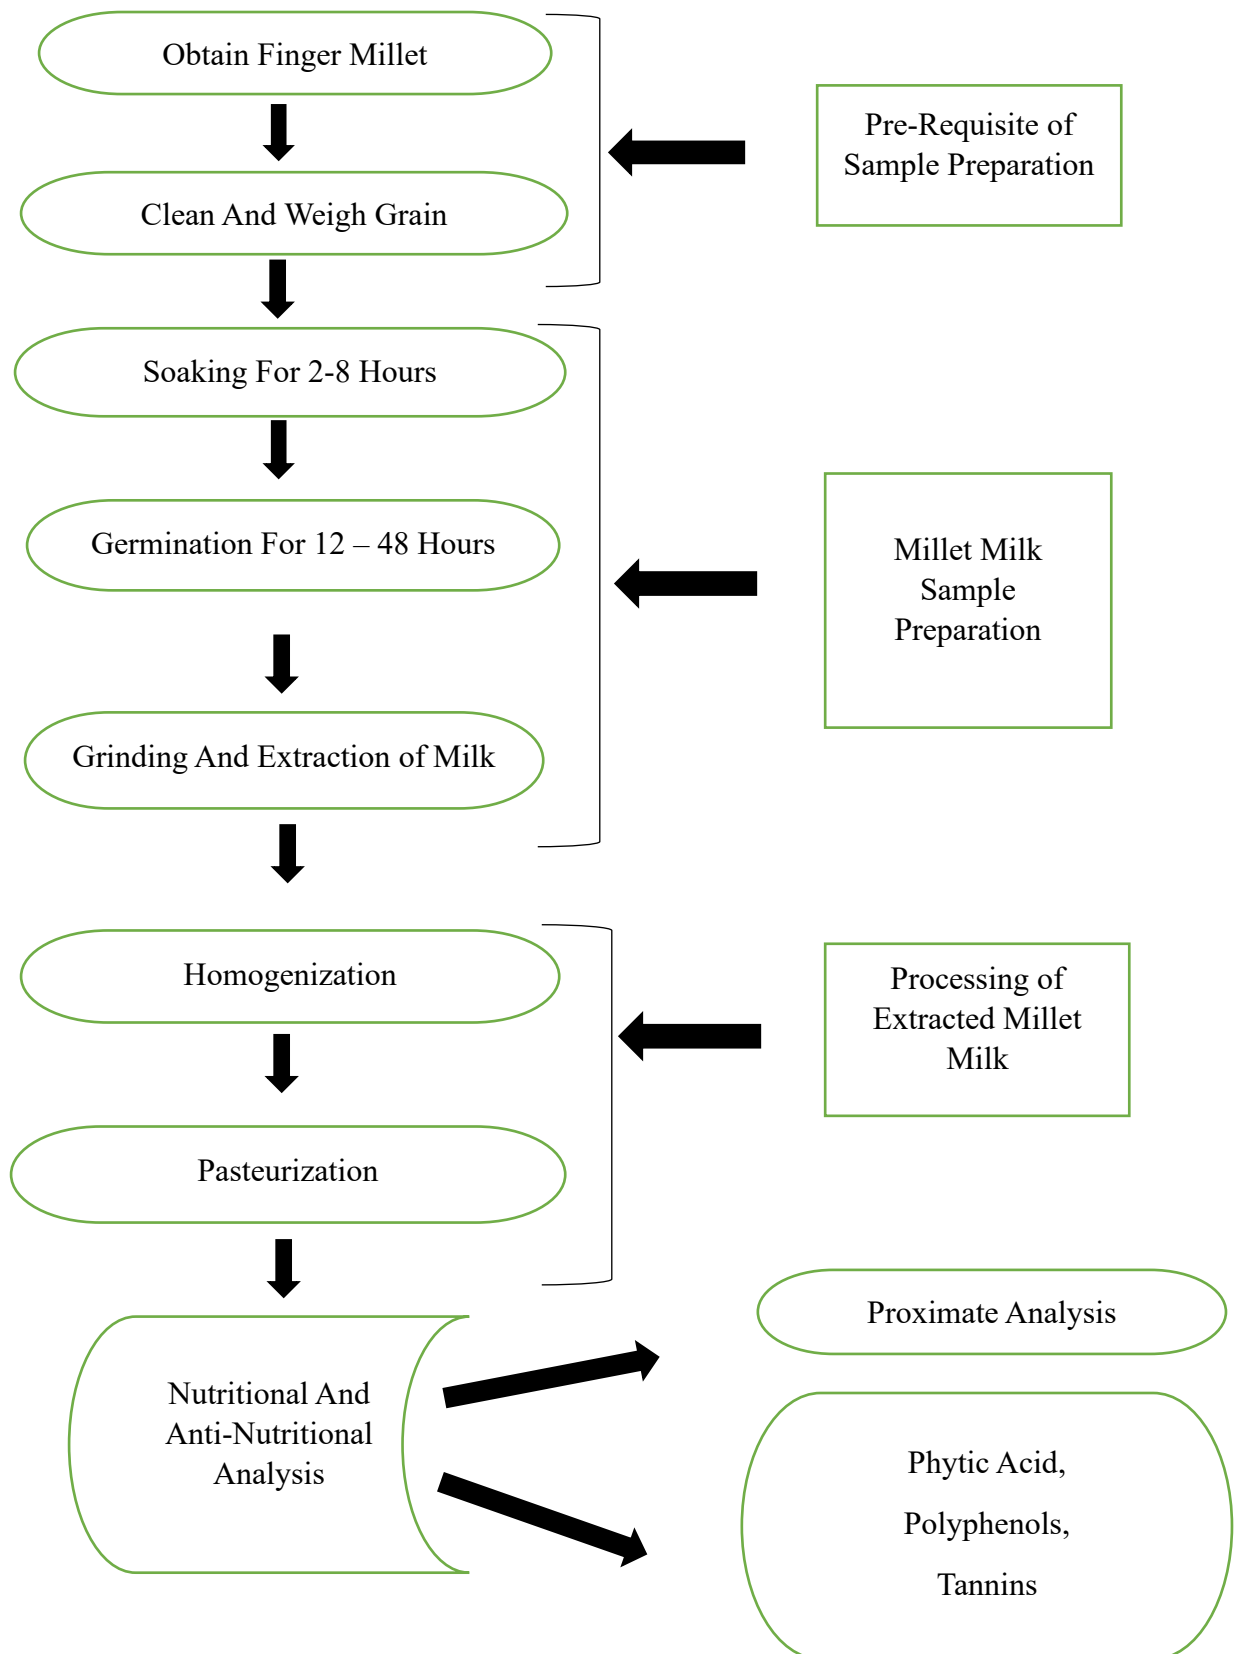 Obtain Finger Millet
Pre-Requisite of
Sample Preparation
Clean And Weigh Grain
Soaking For 2-8 Hours
Germination For 12 – 48 Hours
Millet Milk
Sample
Preparation
Grinding And Extraction of Milk
Homogenization
Processing of
Extracted Millet
Milk
Pasteurization
Proximate Analysis
Nutritional And
Anti-Nutritional
Analysis
Phytic Acid,
Polyphenols,
Tannins